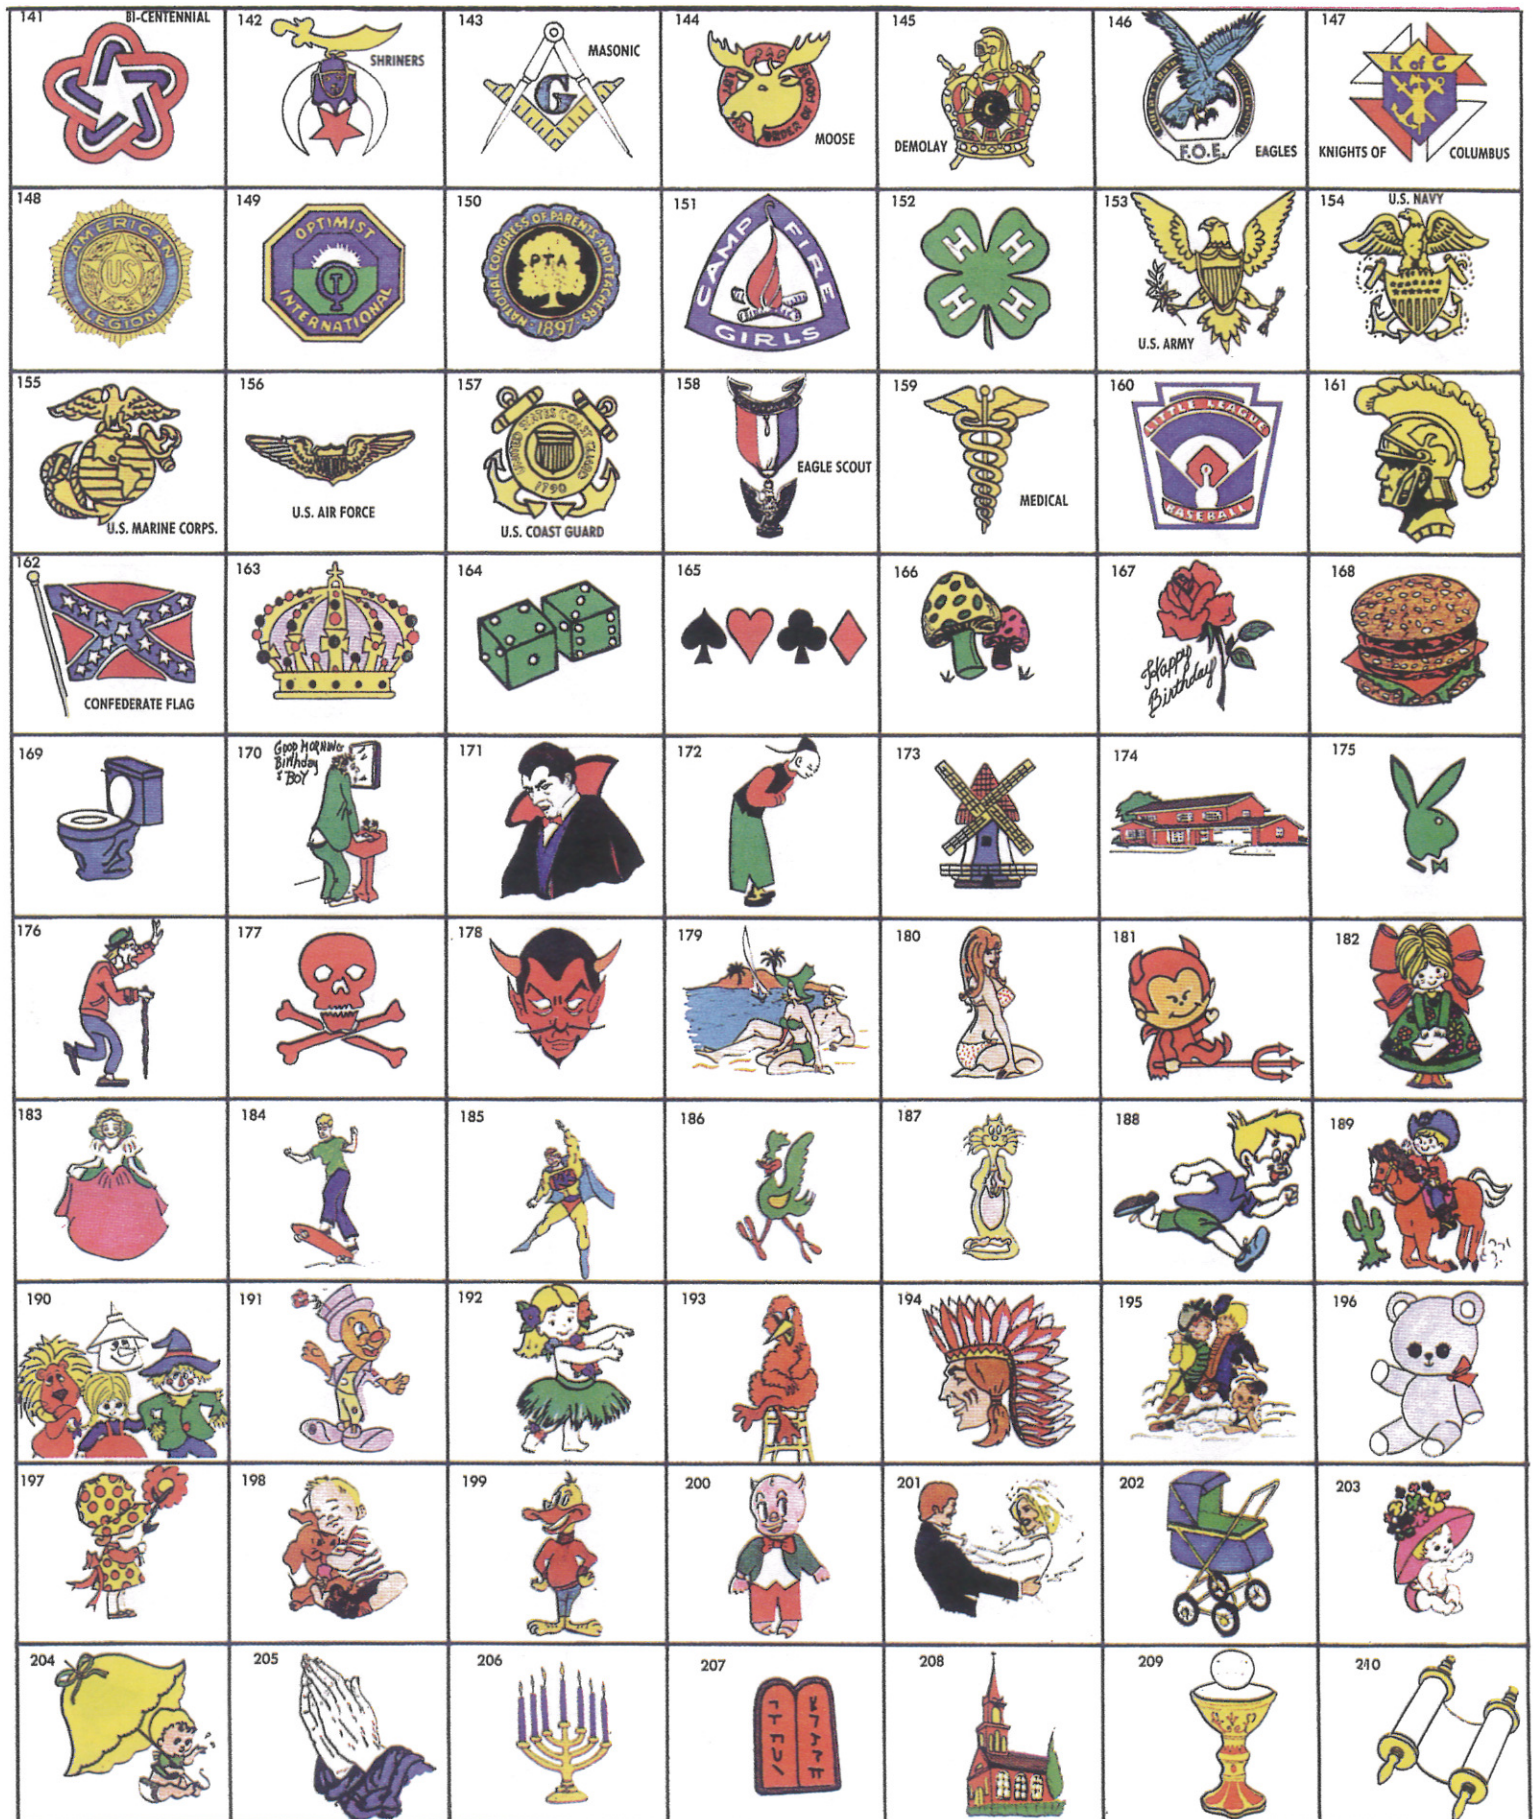 141 BI-CENTENNIAL
142 SHRINERS
143 MASONIC
G
144 ORDER OF MOOSE
MOOSE
145 DEMOLAY
146 F.O.E. EAGLES
147 K of C
KNIGHTS OF COLUMBUS
148 AMERICAN
US
LEGION
149 OPTIMIST
INTERNATIONAL
150 NATIONAL CONGRESS OF PARENTS AND TEACHERS
PTA
1897
151 CAMP FIRE
GIRLS
152 H H
H H
153 U.S. ARMY
154 U.S. NAVY
155 U.S. MARINE CORPS.
156 U.S. AIR FORCE
157 UNITED STATES COAST GUARD
1790
U.S. COAST GUARD
158 EAGLE SCOUT
159 MEDICAL
160 LITTLE LEAGUE
BASEBALL
161
162 CONFEDERATE FLAG
163
164
165
166
167 Happy
Birthday
168
169
170 GOOD MORNING
Birthday
BOY
171
172
173
174
175
176
177
178
179
180
181
182
183
184
185
186
187
188
189
190
191
192
193
194
195
196
197
198
199
200
201
202
203
204
205
206
207
208
209
210